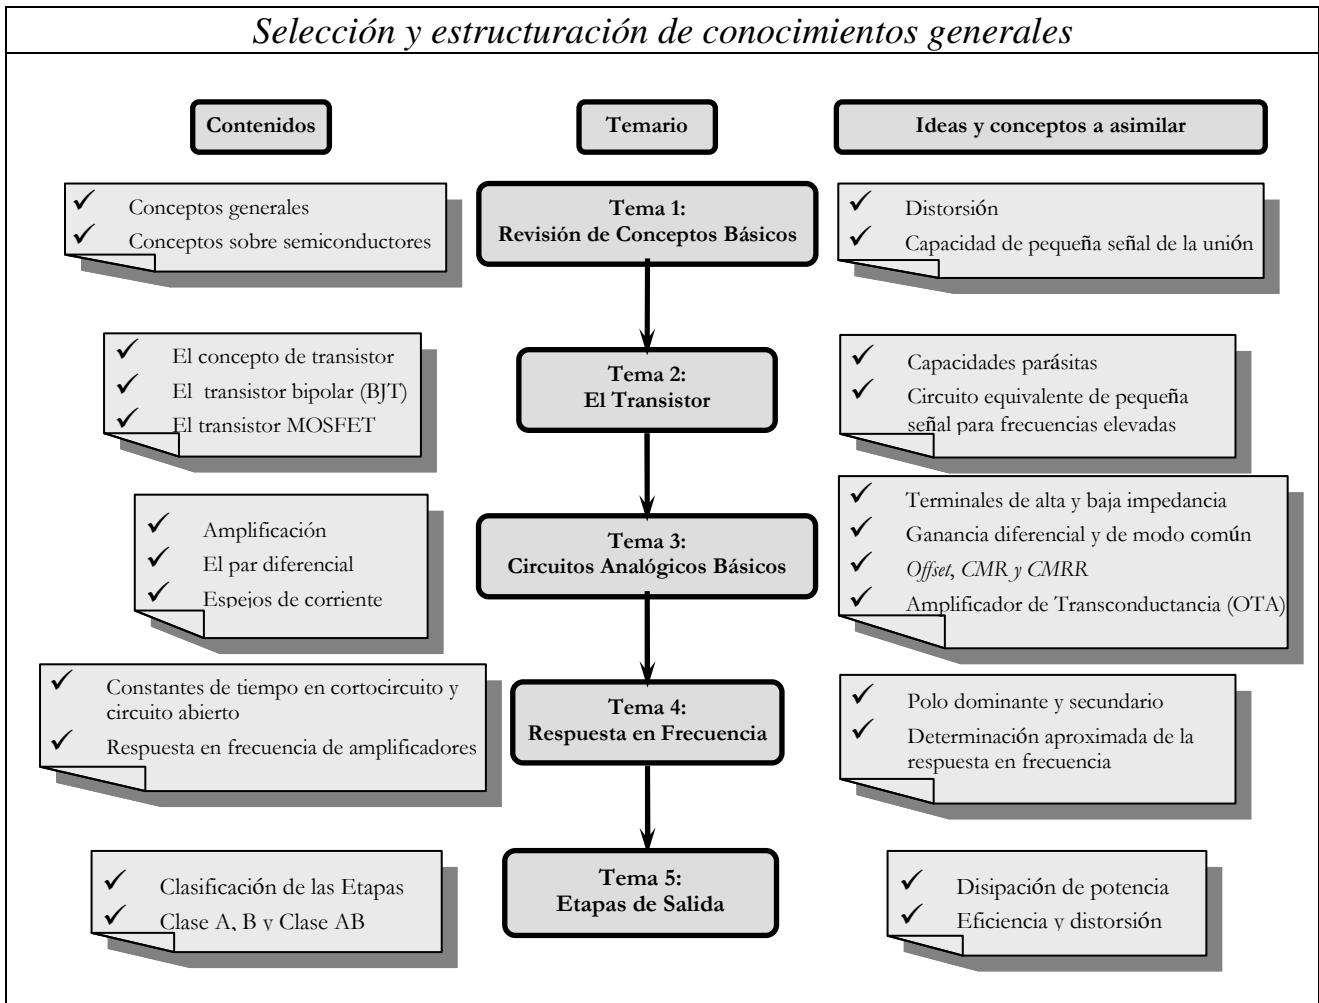 Selección y estructuración de conocimientos generales
Contenidos
Temario
Ideas y conceptos a asimilar
Conceptos generales
Conceptos sobre semiconductores
Tema 1:
Revisión de Conceptos Básicos
Distorsión
Capacidad de pequeña señal de la unión
El concepto de transistor
El transistor bipolar (BJT)
El transistor MOSFET
Tema 2:
El Transistor
Capacidades parásitas
Circuito equivalente de pequeña
señal para frecuencias elevadas
Amplificación
El par diferencial
Espejos de corriente
Tema 3:
Circuitos Analógicos Básicos
Terminales de alta y baja impedancia
Ganancia diferencial y de modo común
Offset, CMR y CMRR
Amplificador de Transconductancia (OTA)
Constantes de tiempo en cortocircuito y
circuito abierto
Respuesta en frecuencia de amplificadores
Tema 4:
Respuesta en Frecuencia
Polo dominante y secundario
Determinación aproximada de la
respuesta en frecuencia
Clasificación de las Etapas
Clase A, B y Clase AB
Tema 5:
Etapas de Salida
Disipación de potencia
Eficiencia y distorsión